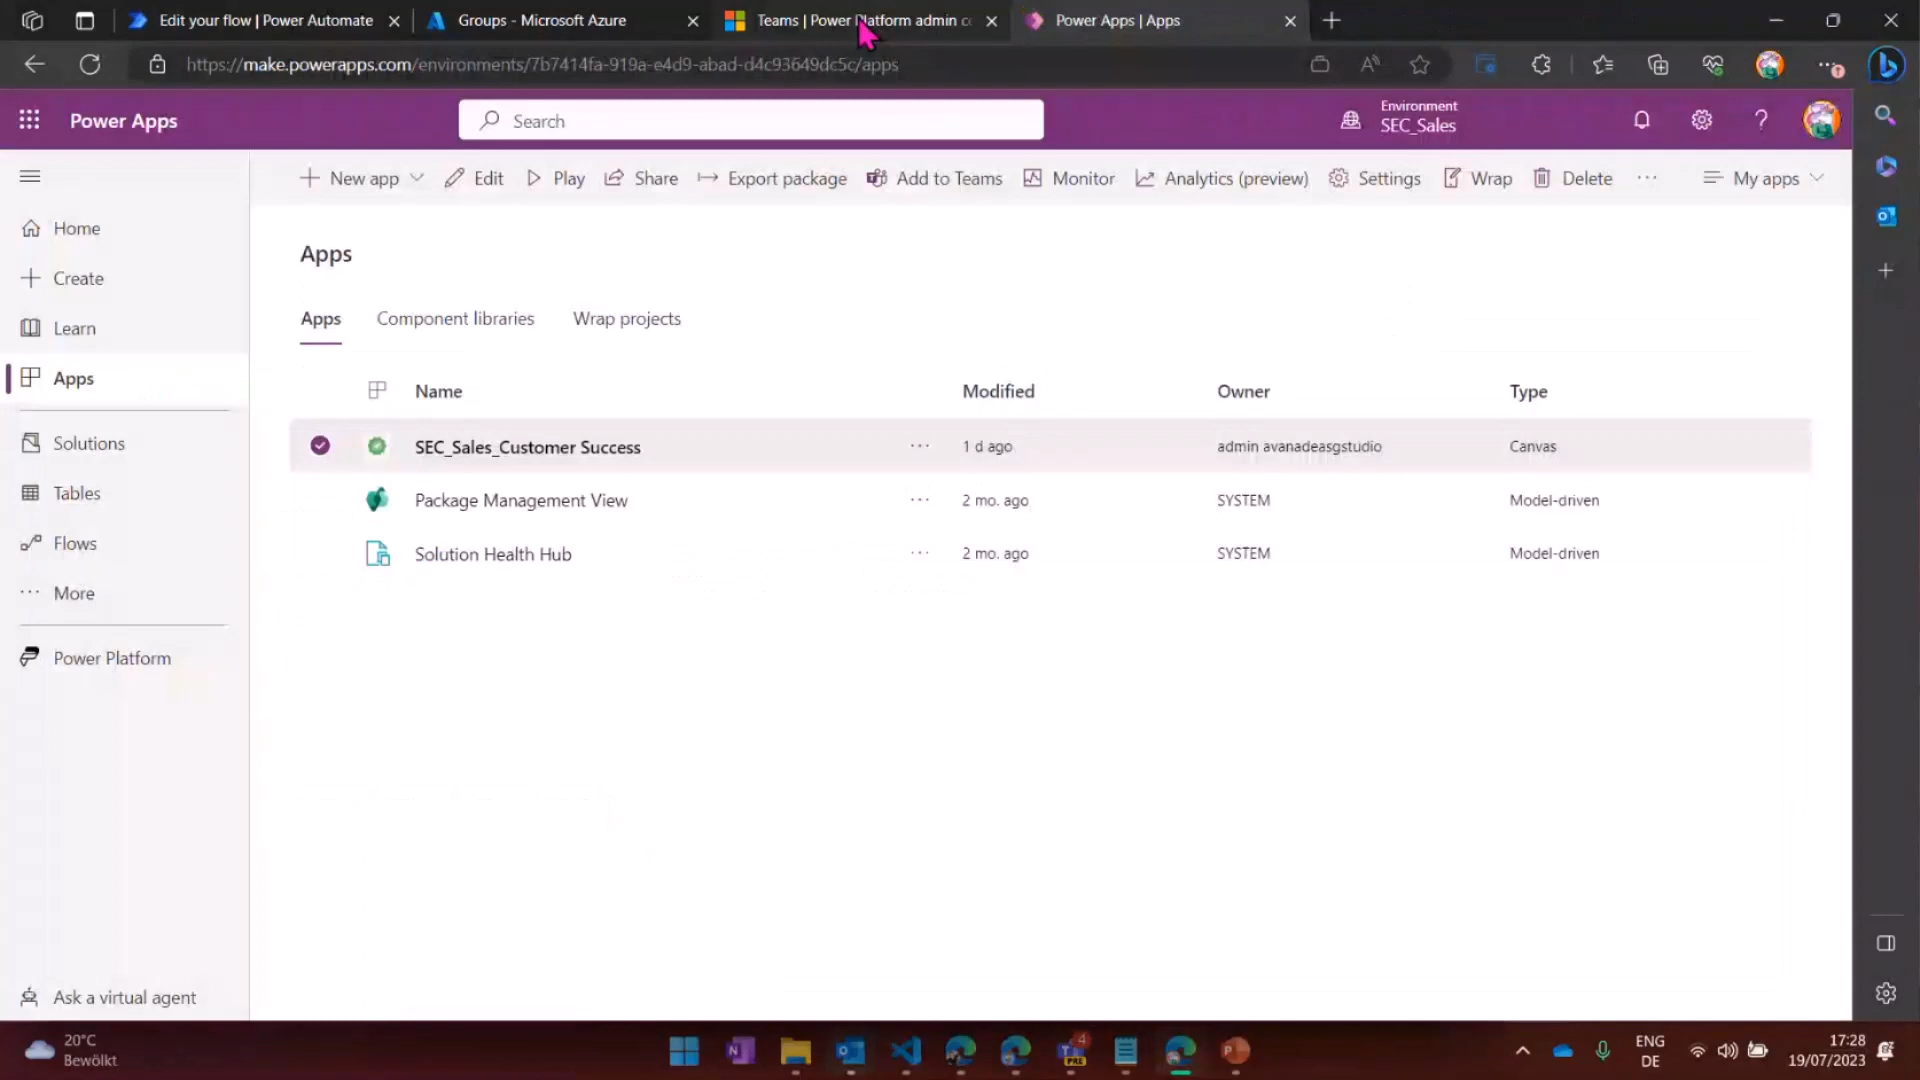 Edit your flow | Power Automate
Groups - Microsoft Azure
Teams | Power Platform admin c
Power Apps | Apps
https://make.powerapps.com/environments/7b7414fa-919a-e4d9-abad-d4c93649dc5c/apps
Power Apps
Search
Environment
SEC_Sales
New app
Edit
Play
Share
Export package
Add to Teams
Monitor
Analytics (preview)
Settings
Wrap
Delete
My apps
Home
Create
Learn
Apps
Solutions
Tables
Flows
More
Power Platform
Ask a virtual agent
Apps
Apps Component libraries Wrap projects
Name Modified Owner Type
SEC_Sales_Customer Success 1 d ago admin avanadeasgstudio Canvas
Package Management View 2 mo. ago SYSTEM Model-driven
Solution Health Hub 2 mo. ago SYSTEM Model-driven
20°C
Bewölkt
4
PRE
ENG
DE
17:28
19/07/2023